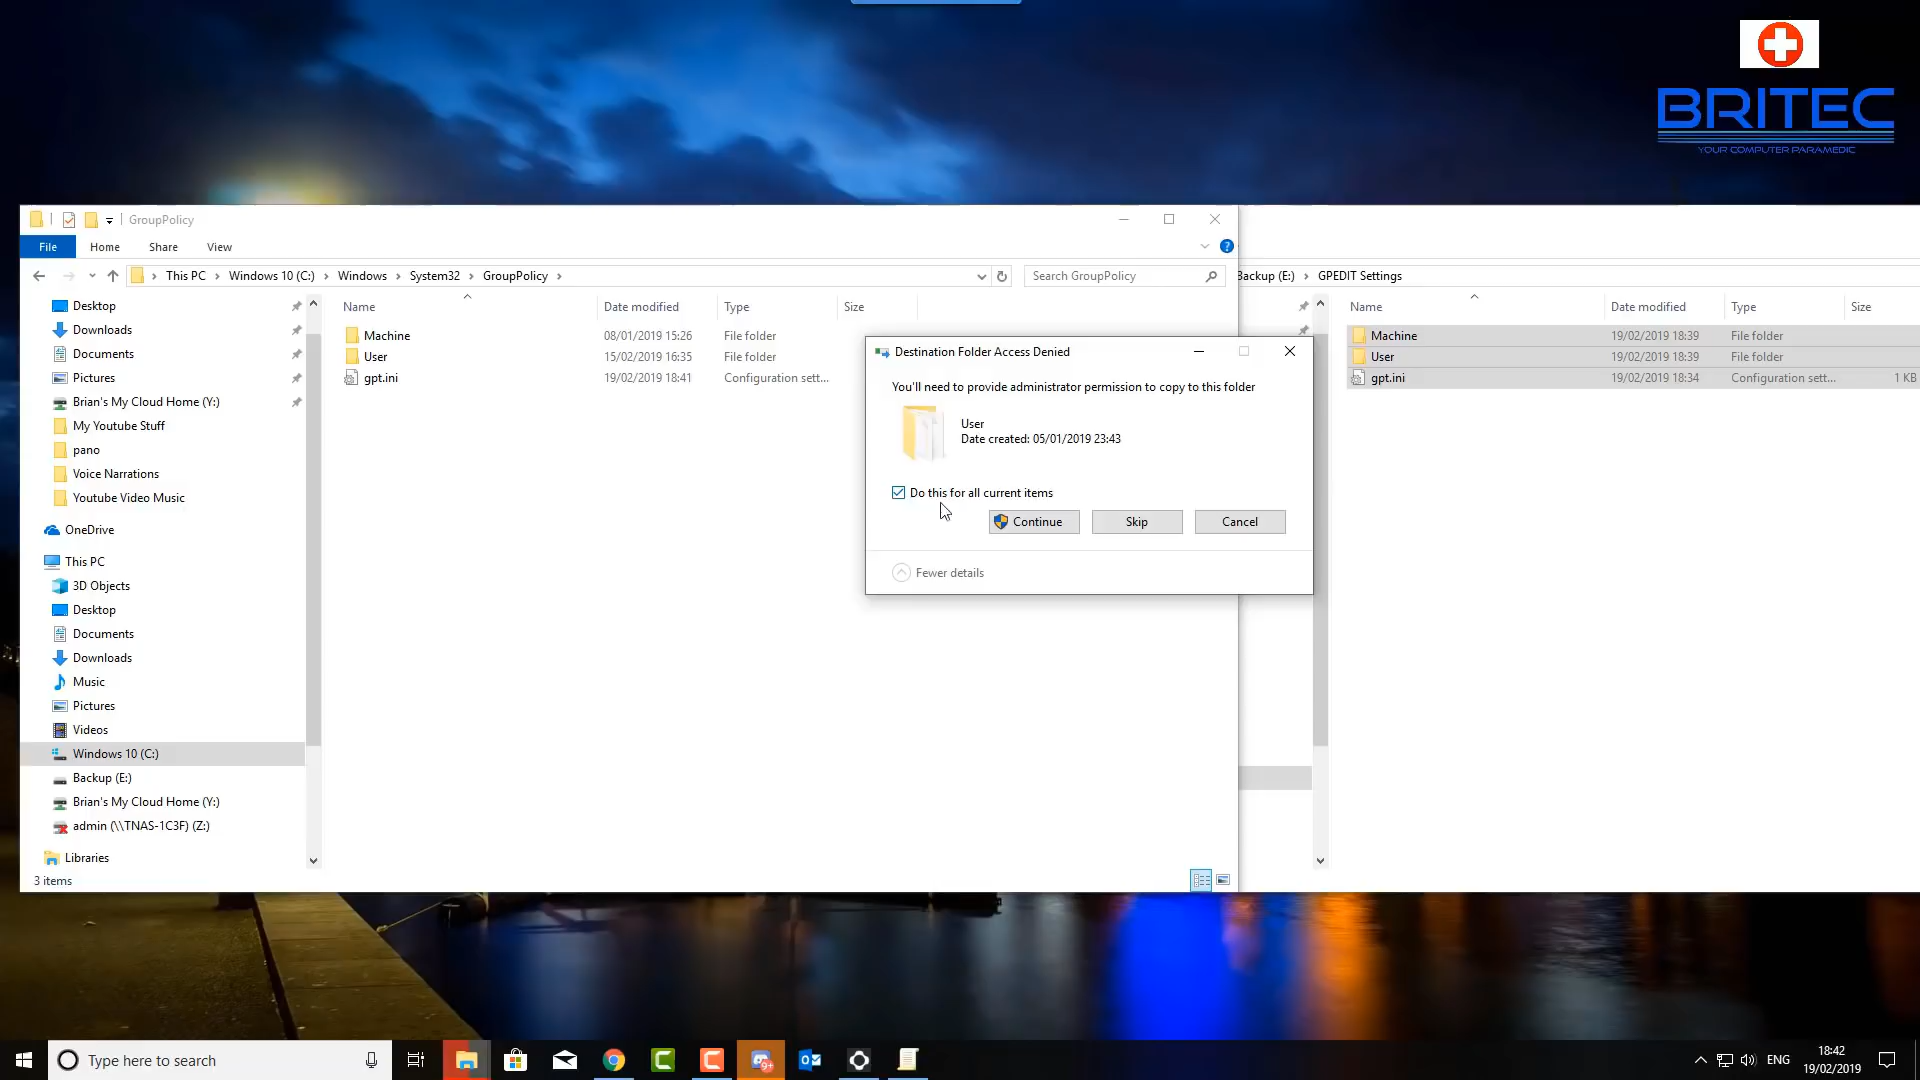 BRITEC
YOUR COMPUTER PARAMEDIC
GroupPolicy
File
Home
Share
View
This PC
Windows 10 (C:)
Windows
System32
GroupPolicy
Search GroupPolicy
Desktop
Downloads
Documents
Pictures
Brian's My Cloud Home (Y:)
My Youtube Stuff
pano
Voice Narrations
Youtube Video Music
OneDrive
This PC
3D Objects
Desktop
Documents
Downloads
Music
Pictures
Videos
Windows 10 (C:)
Backup (E:)
Brian's My Cloud Home (Y:)
admin (\\TNAS-1C3F) (Z:)
Libraries
3 items
Name Date modified Type Size
Machine 08/01/2019 15:26 File folder
User 15/02/2019 16:35 File folder
gpt.ini 19/02/2019 18:41 Configuration sett...
Destination Folder Access Denied
You'll need to provide administrator permission to copy to this folder
User
Date created: 05/01/2019 23:43
Do this for all current items
Continue
Skip
Cancel
Fewer details
Backup (E:)
GPEDIT Settings
Name Date modified Type Size
Machine 19/02/2019 18:39 File folder
User 19/02/2019 18:39 File folder
gpt.ini 19/02/2019 18:34 Configuration sett... 1 KB
Type here to search
9+
ENG
18:42
19/02/2019